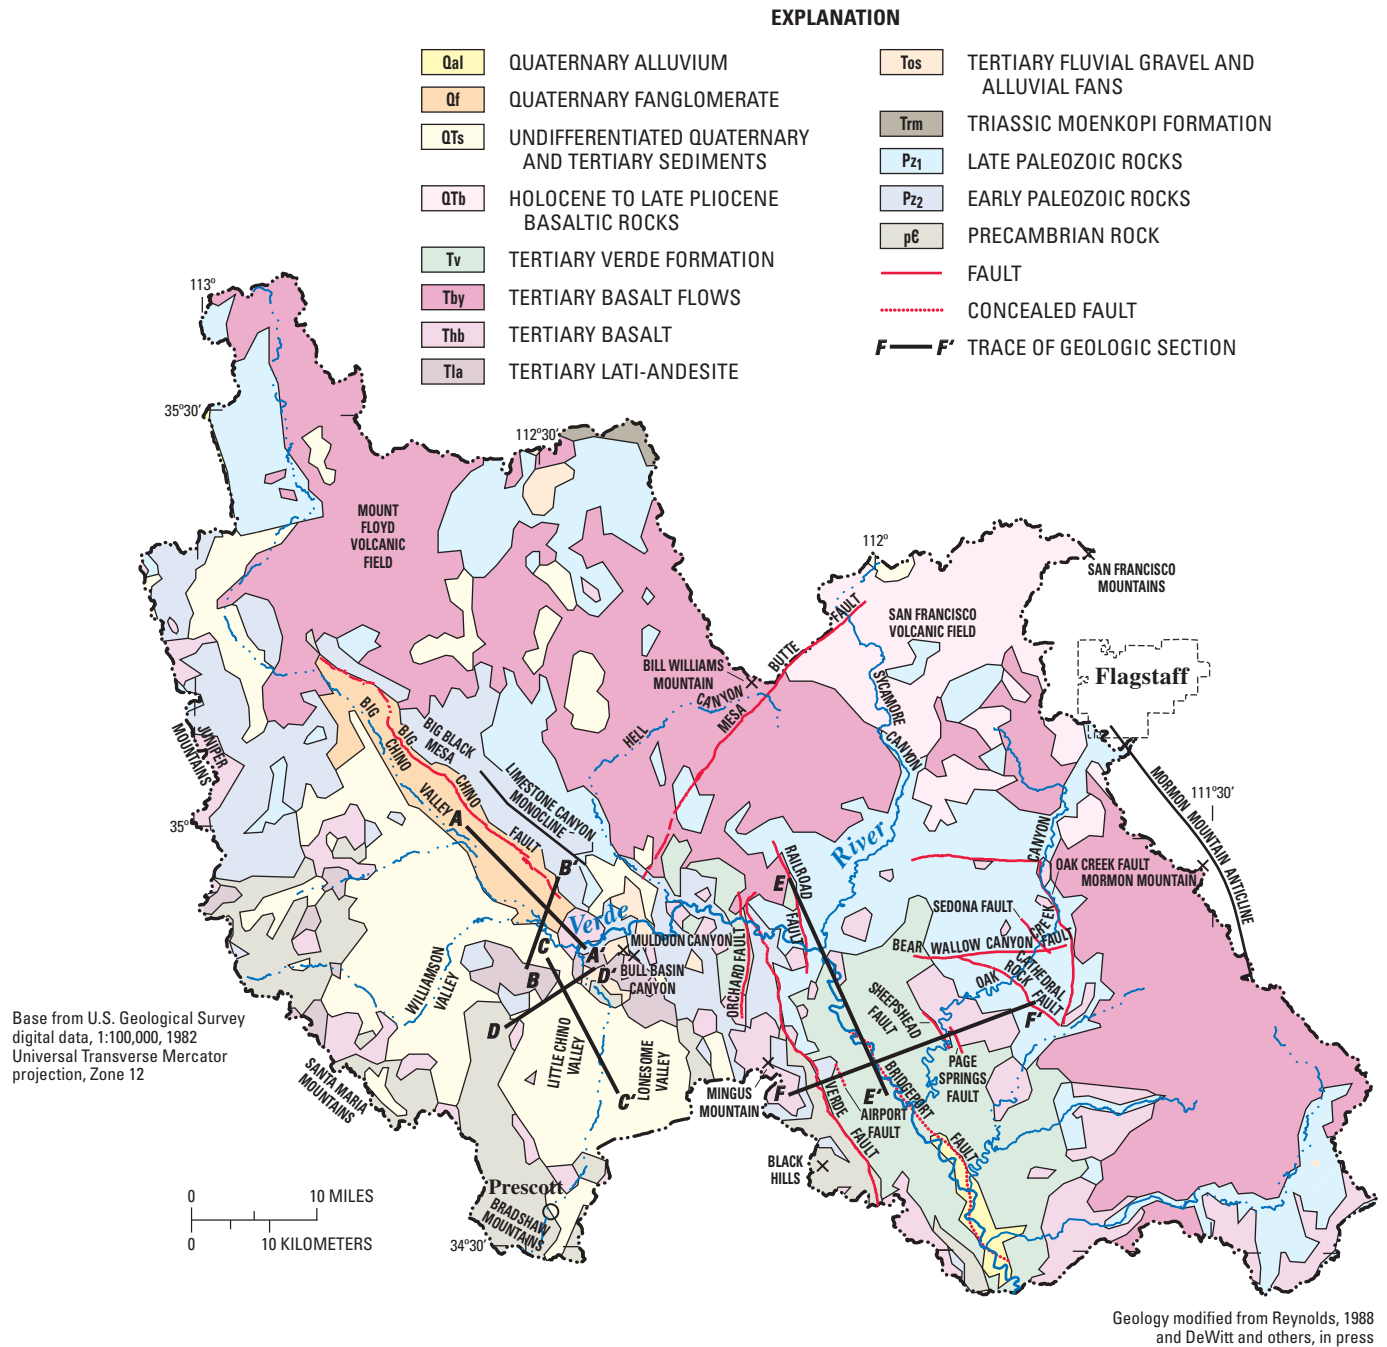 EXPLANATION
Qal QUATERNARY ALLUVIUM
Qf QUATERNARY FANGLOMERATE
QTs UNDIFFERENTIATED QUATERNARY
AND TERTIARY SEDIMENTS
QTb HOLOCENE TO LATE PLIOCENE
BASALTIC ROCKS
Tv TERTIARY VERDE FORMATION
Tby TERTIARY BASALT FLOWS
Thb TERTIARY BASALT
Tla TERTIARY LATI-ANDESITE
Tos TERTIARY FLUVIAL GRAVEL AND
ALLUVIAL FANS
Trm TRIASSIC MOENKOPI FORMATION
Pz1 LATE PALEOZOIC ROCKS
Pz2 EARLY PALEOZOIC ROCKS
p€ PRECAMBRIAN ROCK
FAULT
CONCEALED FAULT
F F' TRACE OF GEOLOGIC SECTION
113°
35°30'
112°30'
112°
111°30'
35°
34°30'
MOUNT
FLOYD
VOLCANIC
FIELD
SAN FRANCISCO
MOUNTAINS
SAN FRANCISCO
VOLCANIC FIELD
Flagstaff
BILL WILLIAMS
MOUNTAIN
MESA BUTTE FAULT
HELL CANYON
SYCAMORE CANYON
JUNIPER
MOUNTAINS
BIG CHINO VALLEY
BIG CHINO FAULT
BIG BLACK
MESA
LIMESTONE CANYON
MONOCLINE
MORMON MOUNTAIN ANTICLINE
OAK CREEK FAULT
MORMON MOUNTAIN
OAK CREEK CANYON
SEDONA FAULT
BEAR WALLOW CANYON FAULT
CATHEDRAL
ROCK FAULT
Verde River
RAILROAD FAULT
ORCHARD FAULT
MULDOON CANYON
BULL BASIN
CANYON
A
A'
B
B'
C
C'
D
D'
E
E'
F
F'
WILLIAMSON
VALLEY
LITTLE CHINO
VALLEY
LONESOME
VALLEY
SANTA MARIA
MOUNTAINS
MINGUS
MOUNTAIN
SHEEPSHEAD
FAULT
PAGE
SPRINGS
FAULT
BRIDGEPORT FAULT
AIRPORT
FAULT
VERDE FAULT
BLACK
HILLS
Prescott
BRADSHAW
MOUNTAINS
Base from U.S. Geological Survey
digital data, 1:100,000, 1982
Universal Transverse Mercator
projection, Zone 12
0 10 MILES
0 10 KILOMETERS
Geology modified from Reynolds, 1988
and DeWitt and others, in press